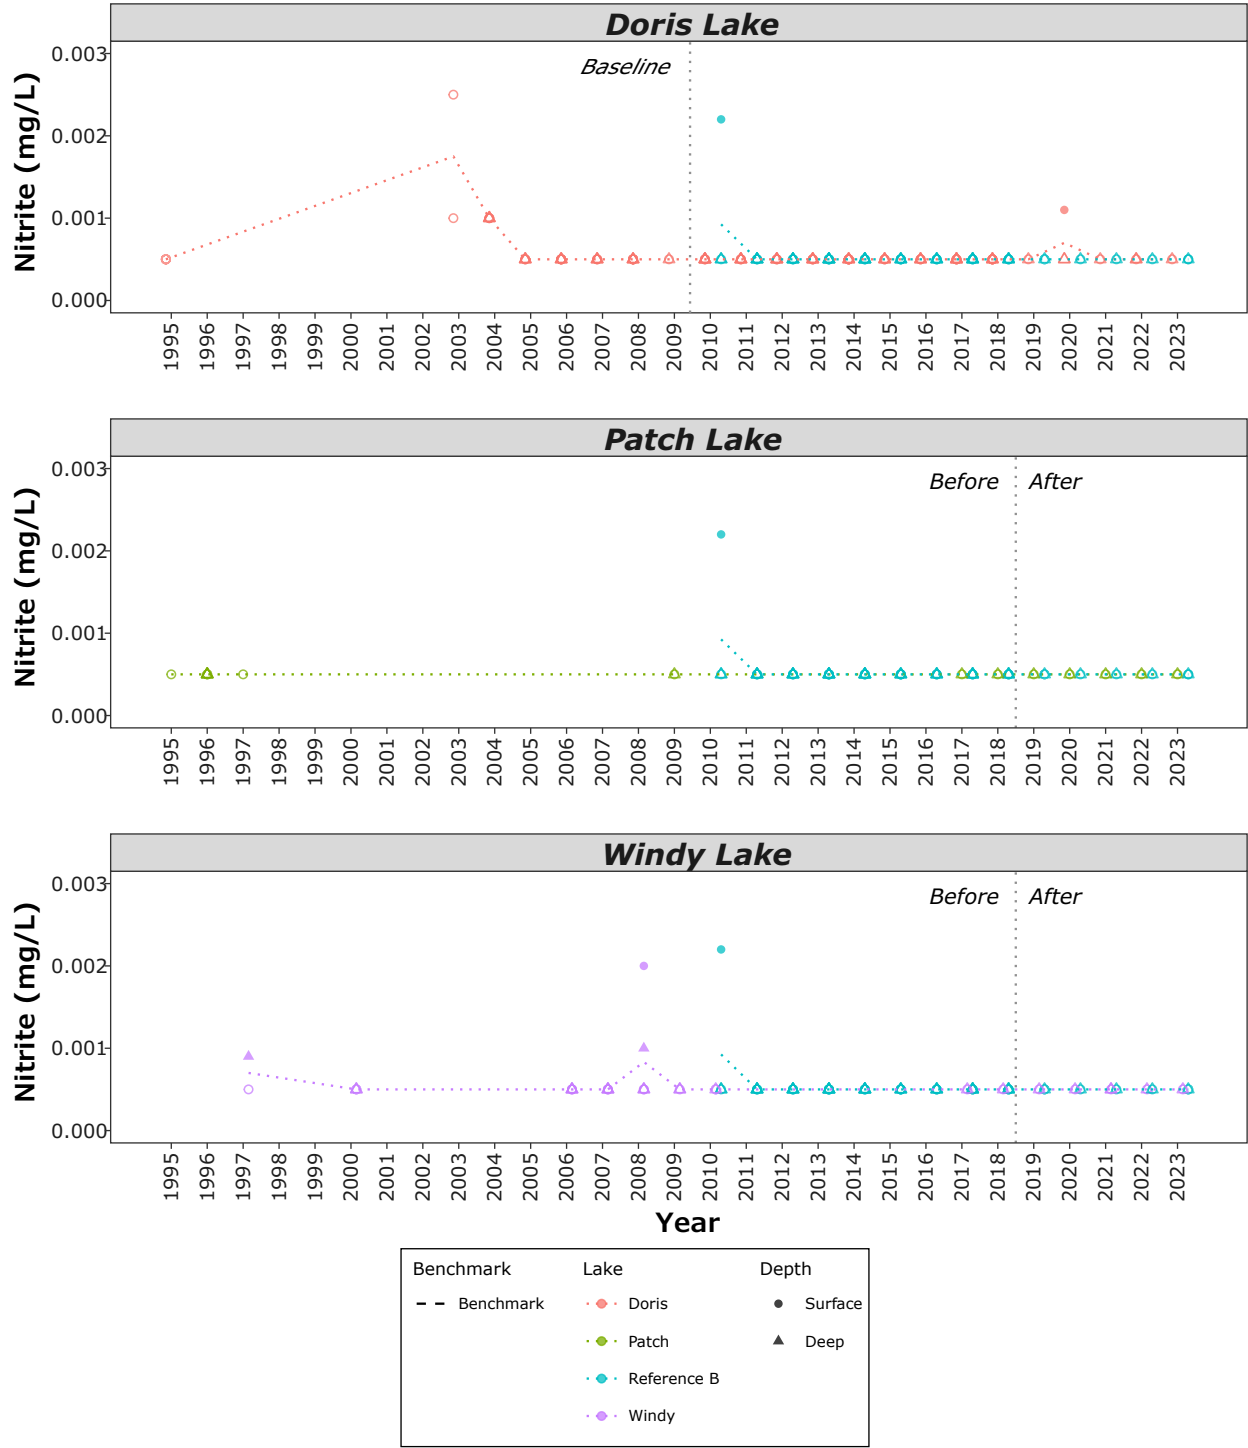 Doris Lake
Nitrite (mg/L)
0.003
0.002
0.001
0.000
Baseline
1995 1996 1997 1998 1999 2000 2001 2002 2003 2004 2005 2006 2007 2008 2009 2010 2011 2012 2013 2014 2015 2016 2017 2018 2019 2020 2021 2022 2023
Patch Lake
Nitrite (mg/L)
0.003
0.002
0.001
0.000
Before After
1995 1996 1997 1998 1999 2000 2001 2002 2003 2004 2005 2006 2007 2008 2009 2010 2011 2012 2013 2014 2015 2016 2017 2018 2019 2020 2021 2022 2023
Windy Lake
Nitrite (mg/L)
0.003
0.002
0.001
0.000
Before After
1995 1996 1997 1998 1999 2000 2001 2002 2003 2004 2005 2006 2007 2008 2009 2010 2011 2012 2013 2014 2015 2016 2017 2018 2019 2020 2021 2022 2023
Year
Benchmark
Benchmark
Lake
Doris
Patch
Reference B
Windy
Depth
Surface
Deep